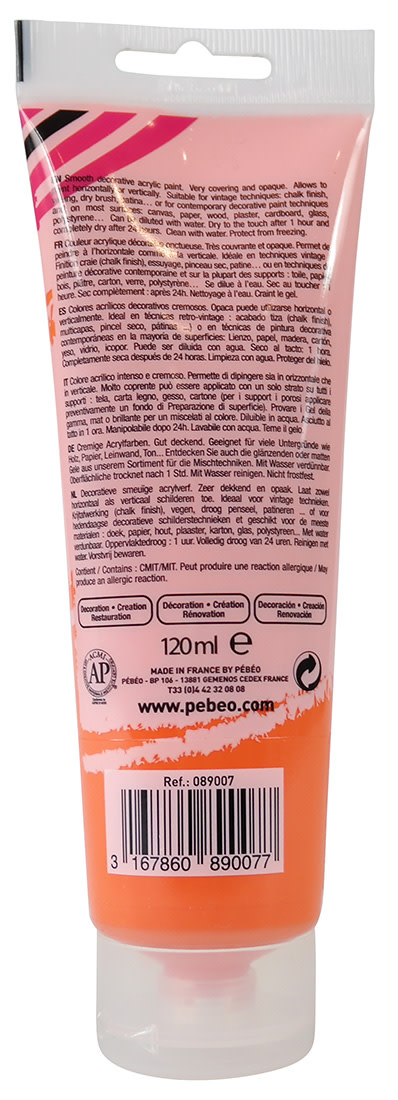 EN Smooth decorative acrylic paint. Very covering and opaque. Allows to
horizontally or vertically. Suitable for vintage techniques: chalk finish,
dry brush, patina... or for contemporary decorative paint techniques
and on most surfaces: canvas, paper, wood, plaster, cardboard, glass,
polystyrene... Can be diluted with water. Dry to the touch after 1 hour and
completely dry after 24 hours. Clean with water. Protect from freezing.
FR Couleur acrylique décorative onctueuse. Très couvrante et opaque. Permet de
peindre à l'horizontale comme à la verticale. Idéale en techniques vintage
Finition craie (chalk finish), essuyage, pinceau sec, patine... ou en techniques
peinture décorative contemporaine et sur la plupart des supports : toile, papier
bois, plâtre, carton, verre, polystyrène... Se dilue à l'eau. Sec au toucher
heure. Sec complètement : après 24h. Nettoyage à l'eau. Craint le gel.
ES Colores acrílicos decorativos cremosos. Opaca puede utilizarse horizontal o
verticalmente. Ideal en técnicas retro-vintage : acabado tiza (chalk finish),
multicapas, pincel seco, pátinas ...) o en técnicas de pintura decorativa
contemporáneas en la mayoría de superficies: Lienzo, papel, madera, cartón,
yeso, vidrio, icopor. Puede ser diluida con agua. Seco al tacto: 1 hora.
Completamente seca después de 24 horas. Limpieza con agua. Proteger del hielo.
IT Colore acrilico intenso e cremoso. Permette di dipingere sia in orizzontale che
in verticale. Molto coprente può essere applicato con un solo strato su tutti i
supporti : tela, carta legno, gesso, cartone (per i support i porosi applicare
preventivamente un fondo di Preparazione di superficie). Provare i Gel della
gamma, mat o brillante per un miscelati al colore. Diluible in acqua. Asciutto al
tatto in 1 ora. Manipolabile dopo 24h. Lavabile con acqua. Teme il gelo.
DE Cremige Acrylfarben. Gut deckend. Geeignet für viele Untergründe wie
Holz, Papier, Leinwand, Ton... Entdecken Sie auch die glänzenden oder matten
Gele aus unserem Sortiment für die Mischtechniken. Mit Wasser verdünnbar.
Oberflächliche trocknet nach 1 Std. Mit Wasser reinigen. Nicht frostfest.
NL Decoratieve smeuïge acrylverf. Zeer dekkend en opaak. Laat zowel
horizontaal als verticaal schilderen toe. Ideaal voor vintage technieken.
Krijtafwerking (chalk finish), vegen, droog penseel, patineren ... of voor
hedendaagse decoratieve schilderstechnieken et geschikt voor de meeste
materialen : doek, papier, hout, plaaster, karton, glas, polystyreen... Met water
verdunbaar. Oppervlaktedroog : 1 uur. Volledig droog van 24 uren. Reinigen met
water. Vorstvrij bewaren.
Contient / Contains : CMIT/MIT. Peut produire une réaction allergique / May
produce an allergic reaction.
Decoration • Creation
Restauration
Décoration • Création
Rénovation
Decoración • Creación
Renovación
120ml e
ACMI
AP
MADE IN FRANCE BY PÉBÉO
PÉBÉO - BP 106 - 13881 GEMENOS CEDEX FRANCE
T33 (0)4 42 32 08 08
www.pebeo.com
Ref.: 089007
3 167860 890077